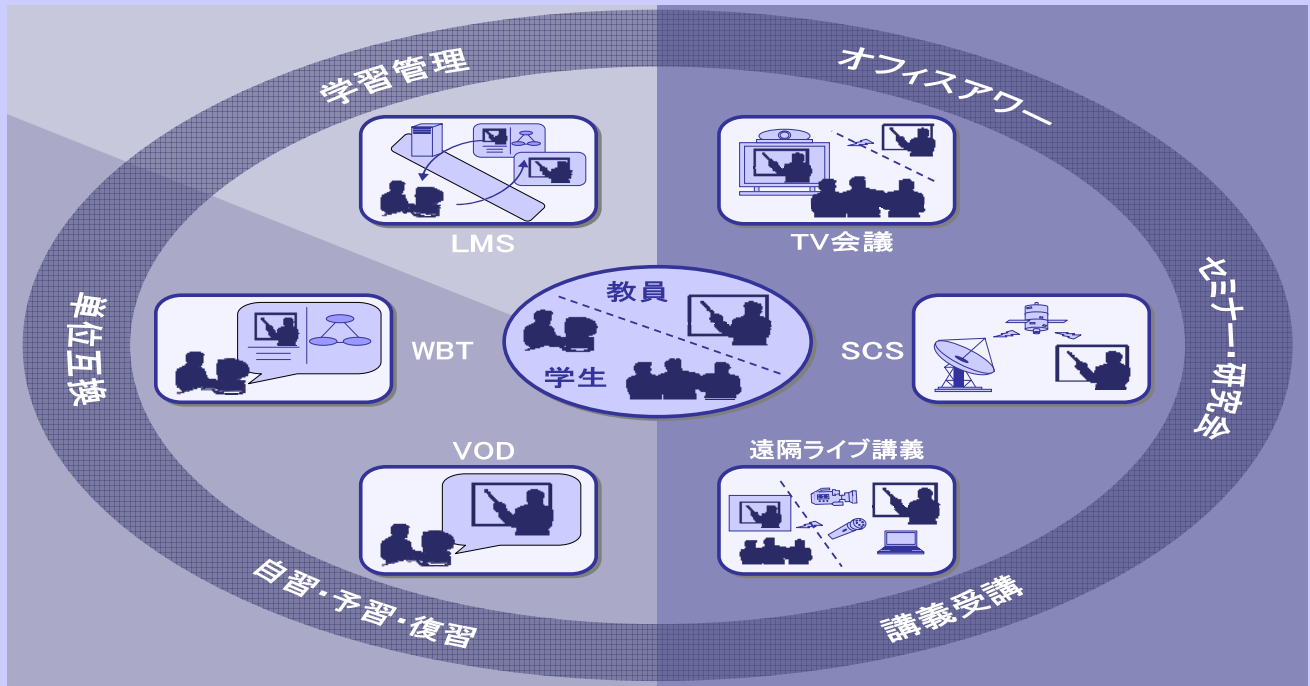 学習管理
オフィスアワー
LMS
TV会議
セミナー・研究会
単位互換
教員
学生
WBT
SCS
VOD
遠隔ライブ講義
自習・予習・復習
講義受講